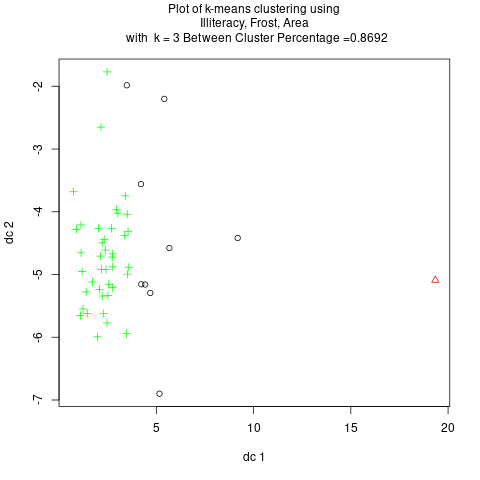 Plot of k-means clustering using
Illiteracy, Frost, Area
with k = 3 Between Cluster Percentage =0.8692
-2
-3
-4
-5
-6
-7
dc 2
5
10
15
20
dc 1